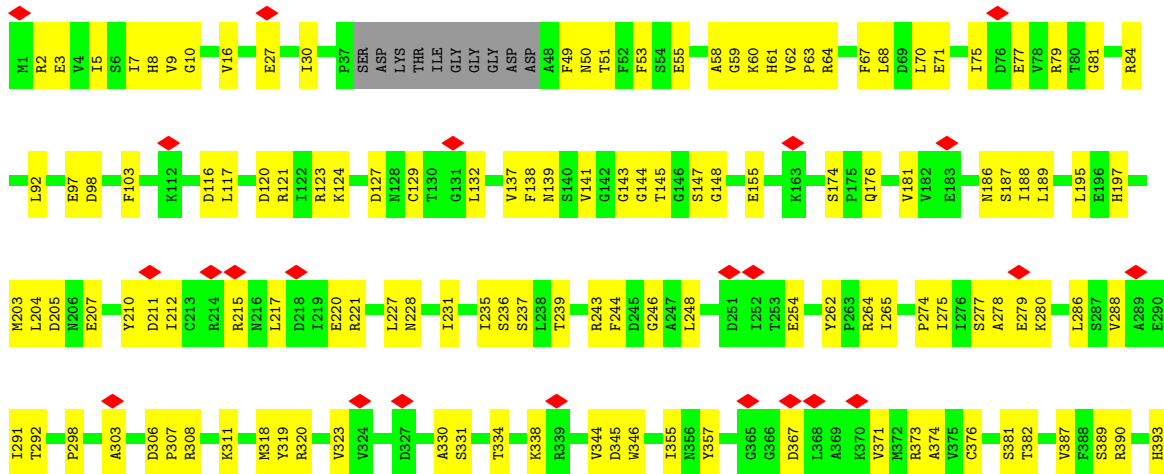 M1 R2 E3 V4 I5 S6 I7 H8 V9 G10 V16 E27 I30 P37 SER ASP LYS THR ILE GLY GLY GLY ASP ASP A48 F49 N50 T51 F52 F53 S54 E55 A58 G59 K60 H61 V62 P63 R64 F67 L68 D69 L70 E71 I75 D76 E77 V78 R79 T80 G81 R84
L92 E97 D98 F103 K112 D116 L117 D120 R121 I122 R123 K124 D127 N128 C129 T130 G131 L132 V137 F138 N139 S140 V141 G142 G143 G144 T145 G146 S147 G148 E155 K163 S174 P175 Q176 V181 V182 E183 N186 S187 I188 L189 L195 E196 H197
M203 L204 D205 N206 E207 Y210 D211 I212 C213 R214 R215 N216 L217 D218 I219 E220 R221 L227 N228 I231 I235 S236 S237 L238 T239 R243 F244 D245 G246 A247 L248 D251 I252 T253 E254 Y262 P263 R264 I265 P274 I275 I276 S277 A278 E279 K280 L286 S287 V288 A289 E290
I291 T292 P298 A303 D306 P307 R308 K311 M318 Y319 R320 V323 V324 D327 A330 S331 T334 K338 R339 V344 D345 W346 I355 N356 Y357 G365 G366 D367 L368 A369 K370 V371 M372 R373 A374 V375 C376 S381 T382 V387 F388 S389 R390 H393